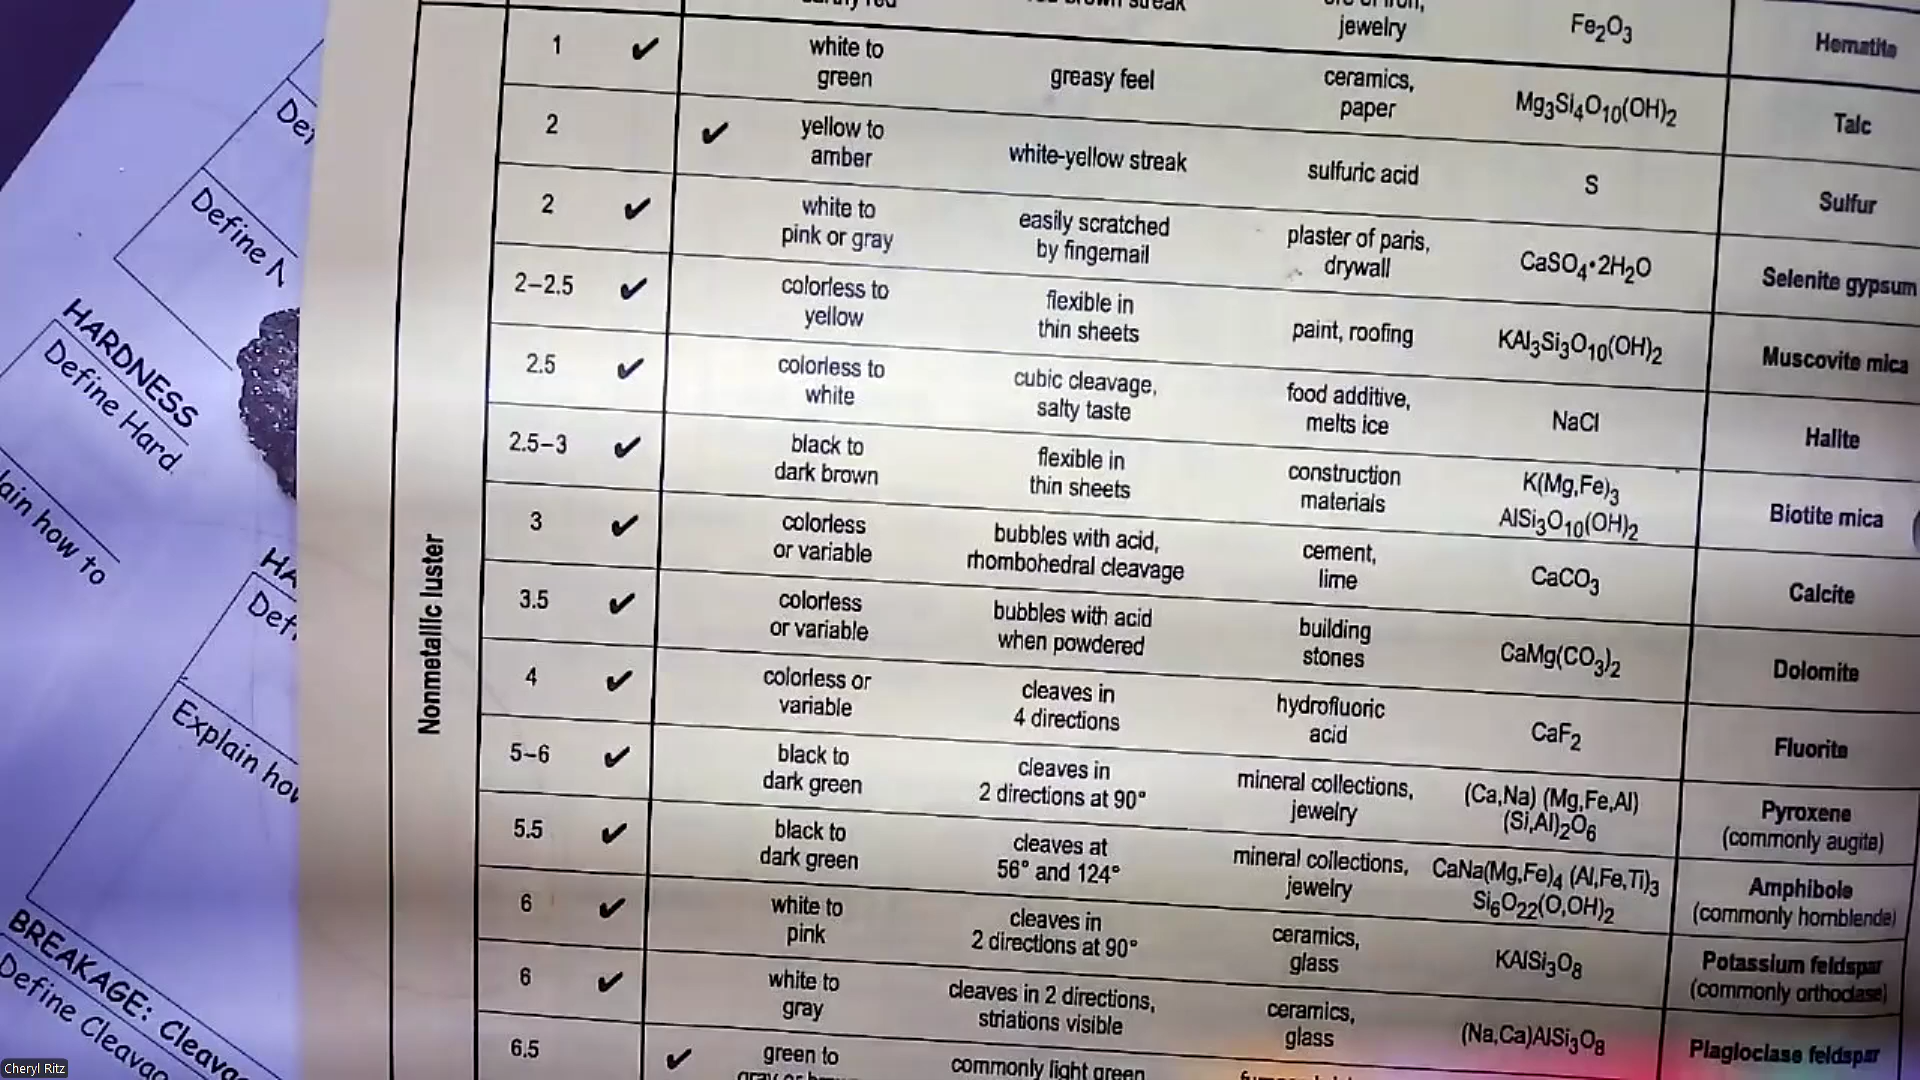 jewelry
Fe2O3
Hematite
1 ✔ white to
green
greasy feel
ceramics,
paper
Mg3Si4O10(OH)2
Talc
2 ✔ yellow to
amber
white-yellow streak
sulfuric acid
S
Sulfur
2 ✔ white to
pink or gray
easily scratched
by fingernail
plaster of paris,
drywall
CaSO4•2H2O
Selenite gypsum
2–2.5 ✔ colorless to
yellow
flexible in
thin sheets
paint, roofing
KAl3Si3O10(OH)2
Muscovite mica
2.5 ✔ colorless to
white
cubic cleavage,
salty taste
food additive,
melts ice
NaCl
Halite
2.5–3 ✔ black to
dark brown
flexible in
thin sheets
construction
materials
K(Mg,Fe)3
AlSi3O10(OH)2
Biotite mica
3 ✔ colorless
or variable
bubbles with acid,
rhombohedral cleavage
cement,
lime
CaCO3
Calcite
3.5 ✔ colorless
or variable
bubbles with acid
when powdered
building
stones
CaMg(CO3)2
Dolomite
4 ✔ colorless or
variable
cleaves in
4 directions
hydrofluoric
acid
CaF2
Fluorite
5–6 ✔ black to
dark green
cleaves in
2 directions at 90°
mineral collections,
jewelry
(Ca,Na) (Mg,Fe,Al)
(Si,Al)2O6
Pyroxene
(commonly augite)
5.5 ✔ black to
dark green
cleaves at
56° and 124°
mineral collections,
jewelry
CaNa(Mg,Fe)4 (Al,Fe,Ti)3
Si6O22(O,OH)2
Amphibole
(commonly hornblende)
6 ✔ white to
pink
cleaves in
2 directions at 90°
ceramics,
glass
KAlSi3O8
Potassium feldspar
(commonly orthoclase)
6 ✔ white to
gray
cleaves in 2 directions,
striations visible
ceramics,
glass
(Na,Ca)AlSi3O8
Plagioclase feldspar
6.5 ✔ green to
commonly light green
Nonmetallic luster
Define
HARDNESS
Define Hard
how to
Explain how
BREAKAGE: Cleava
Define Cleavag
Cheryl Ritz